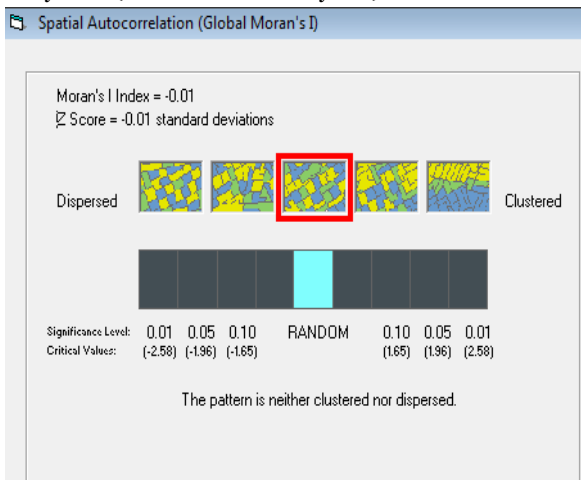 Spatial Autocorrelation (Global Moran's I)
Moran's I Index = -0.01
Z Score = -0.01 standard deviations
Dispersed
Clustered
Significance Level: 0.01 0.05 0.10 RANDOM 0.10 0.05 0.01
Critical Values: (-2.58) (-1.96) (-1.65) (1.65) (1.96) (2.58)
The pattern is neither clustered nor dispersed.